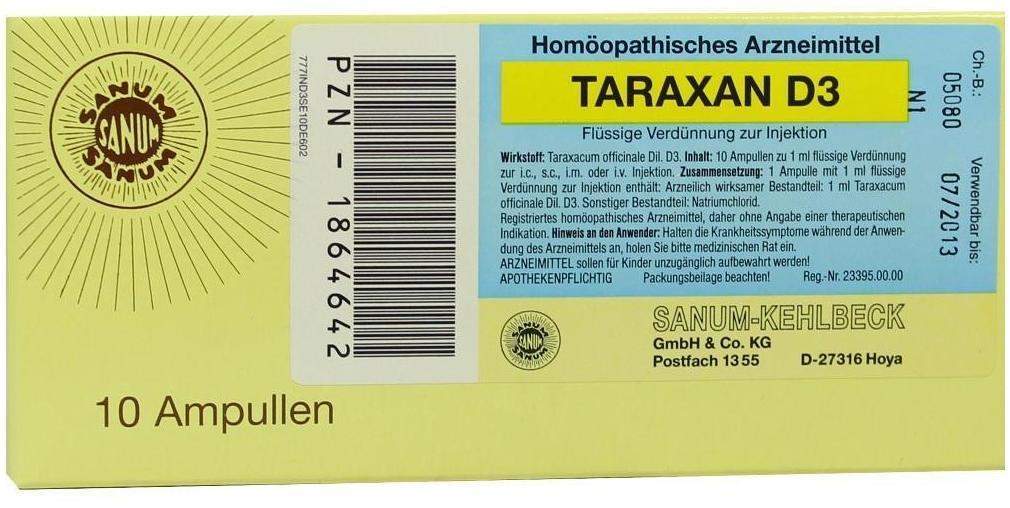 SANUM
SANUM
SANUM
10 Ampullen
777IND3SE10DE602
PZN - 1864642
Homöopathisches Arzneimittel
TARAXAN D3
N1
Flüssige Verdünnung zur Injektion
Wirkstoff: Taraxacum officinale Dil. D3. Inhalt: 10 Ampullen zu 1 ml flüssige Verdünnung
zur i.c., s.c., i.m. oder i.v. Injektion. Zusammensetzung: 1 Ampulle mit 1 ml flüssige
Verdünnung zur Injektion enthält: Arzneilich wirksamer Bestandteil: 1 ml Taraxacum
officinale Dil. D3. Sonstiger Bestandteil: Natriumchlorid.
Registriertes homöopathisches Arzneimittel, daher ohne Angabe einer therapeutischen
Indikation. Hinweis an den Anwender: Halten die Krankheitssymptome während der Anwen-
dung des Arzneimittels an, holen Sie bitte medizinischen Rat ein.
ARZNEIMITTEL sollen für Kinder unzugänglich aufbewahrt werden!
APOTHEKENPFLICHTIG Packungsbeilage beachten! Reg.-Nr. 23395.00.00
Ch.-B.: Verwendbar bis:
05080 07/2013
SANUM
SANUM
SANUM
SANUM-KEHLBECK
GmbH & Co. KG
Postfach 13 55 D-27316 Hoya